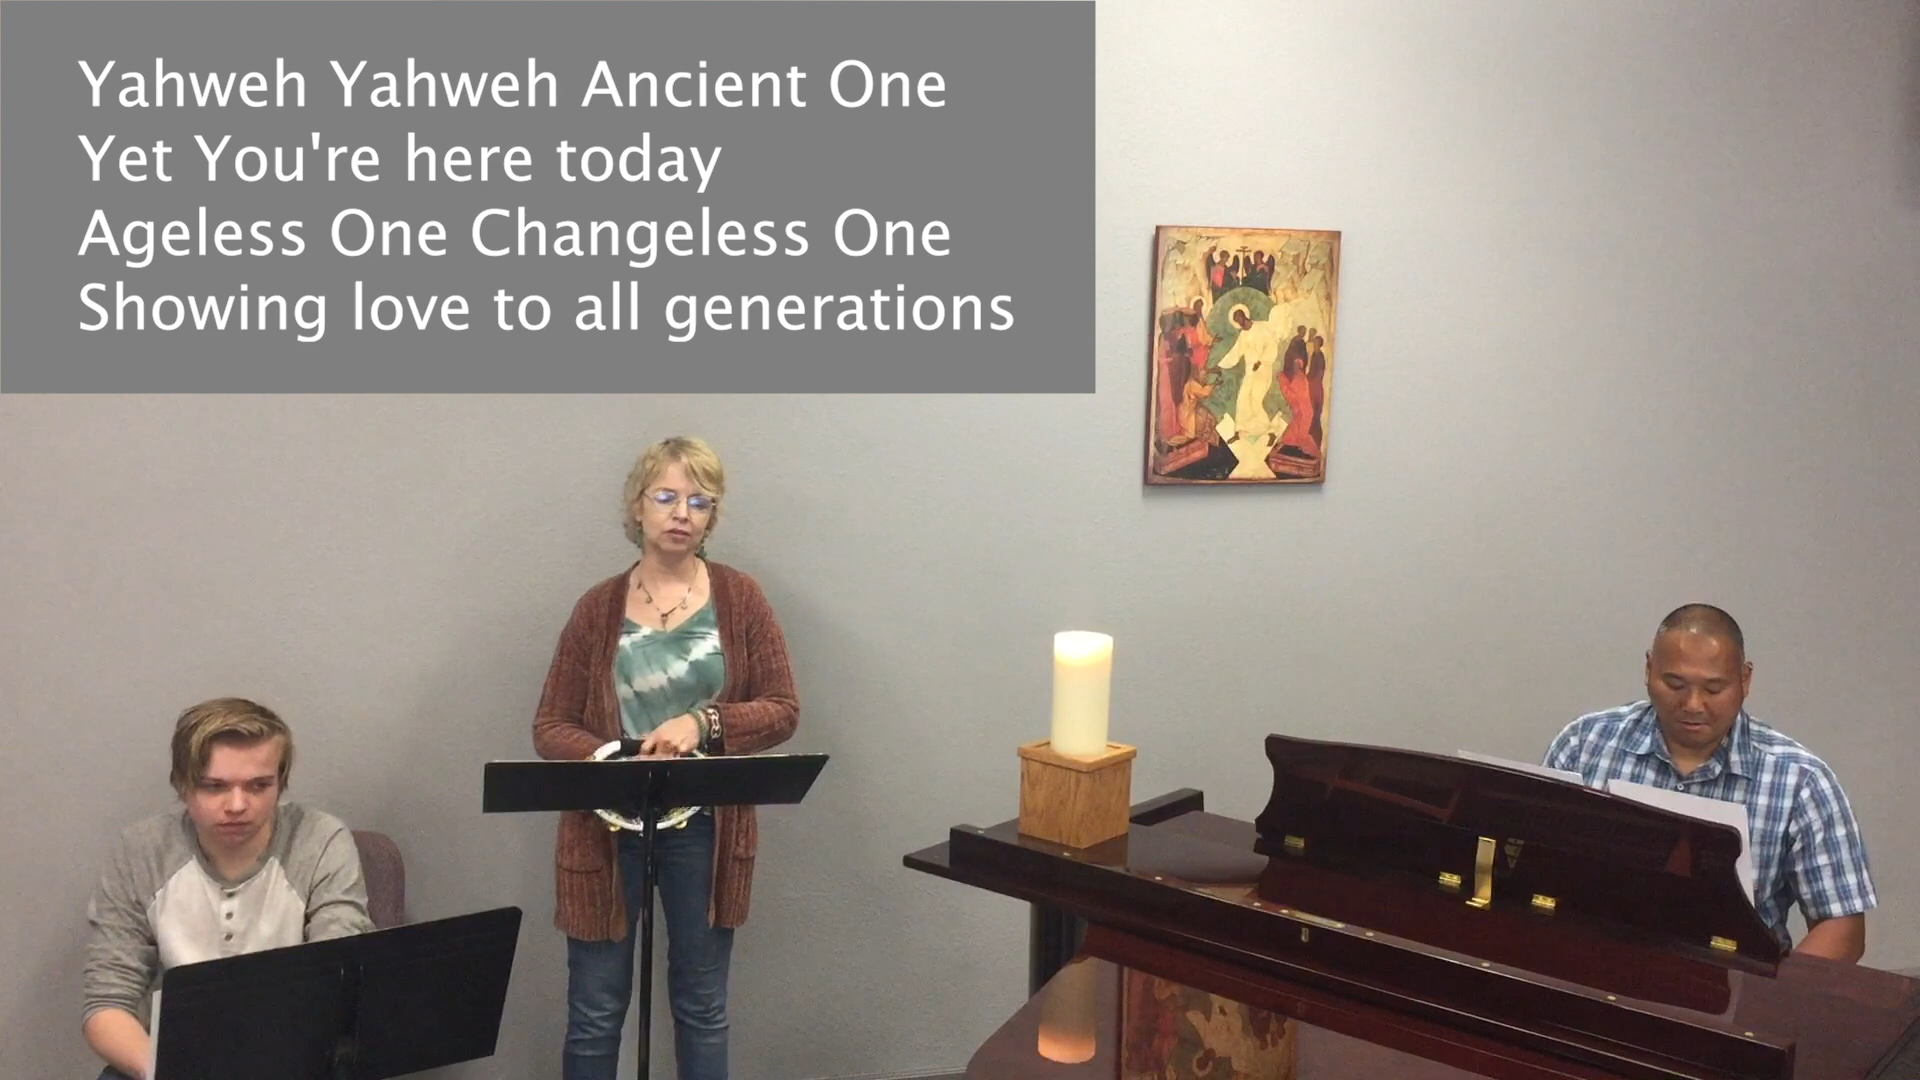 Yahweh Yahweh Ancient One
Yet You're here today
Ageless One Changeless One
Showing love to all generations